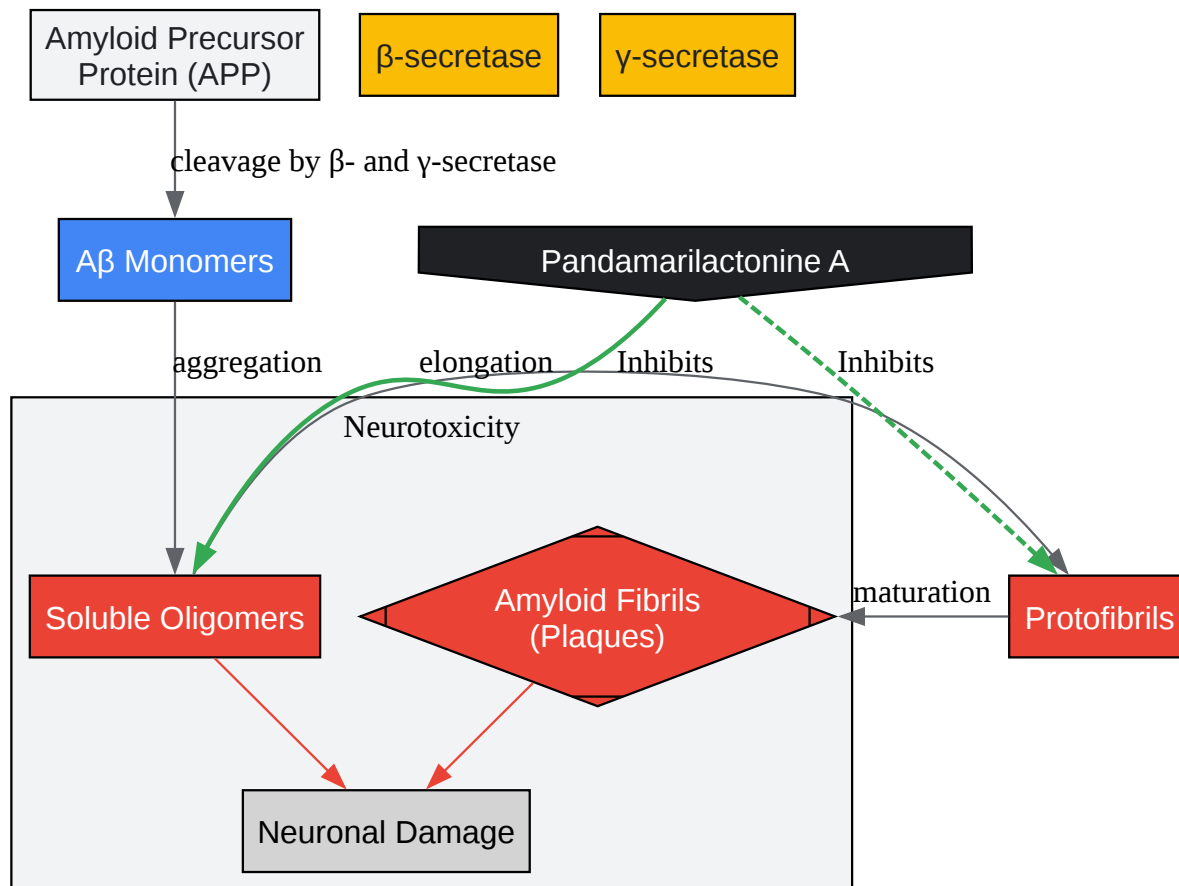 Amyloid Precursor
Protein (APP)
β-secretase
γ-secretase
cleavage by β- and γ-secretase
Aβ Monomers
Pandamarilactonine A
aggregation
elongation
Inhibits
Inhibits
Neurotoxicity
Soluble Oligomers
Amyloid Fibrils
(Plaques)
maturation
Protofibrils
Neuronal Damage